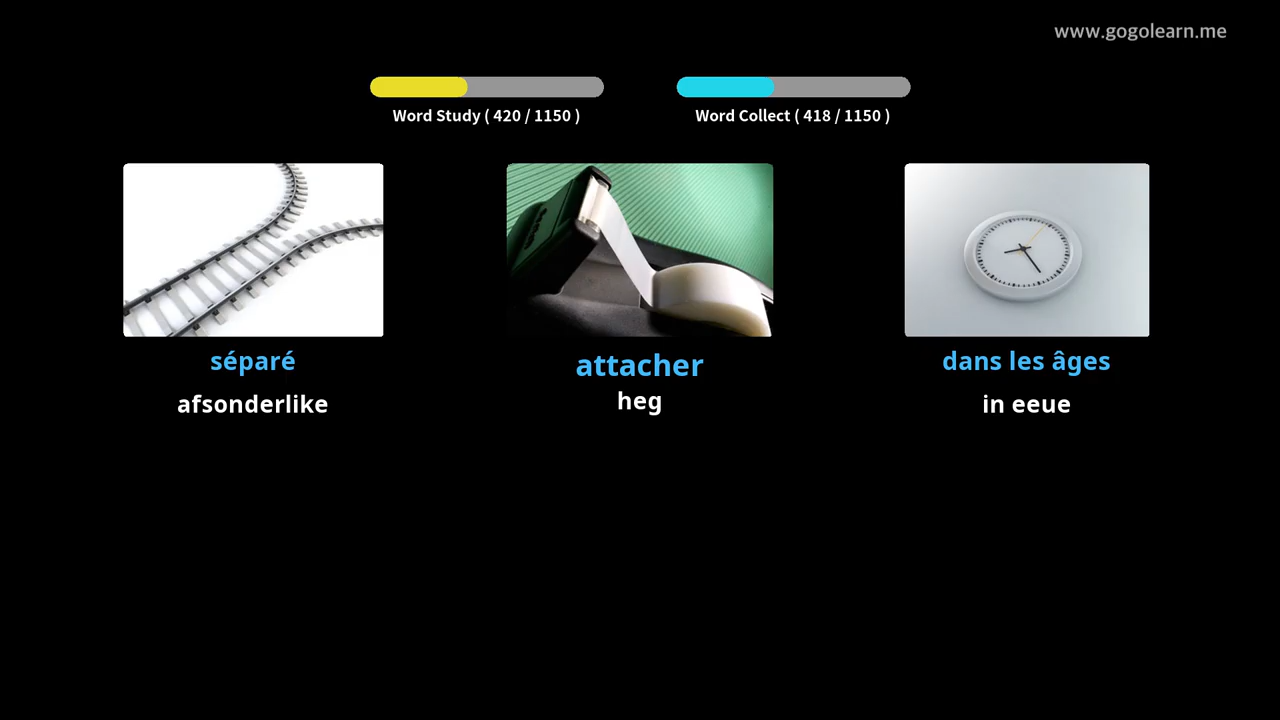 www.gogolearn.me
Word Study ( 420 / 1150 )
Word Collect ( 418 / 1150 )
séparé
afsonderlike
attacher
heg
dans les âges
in eeue